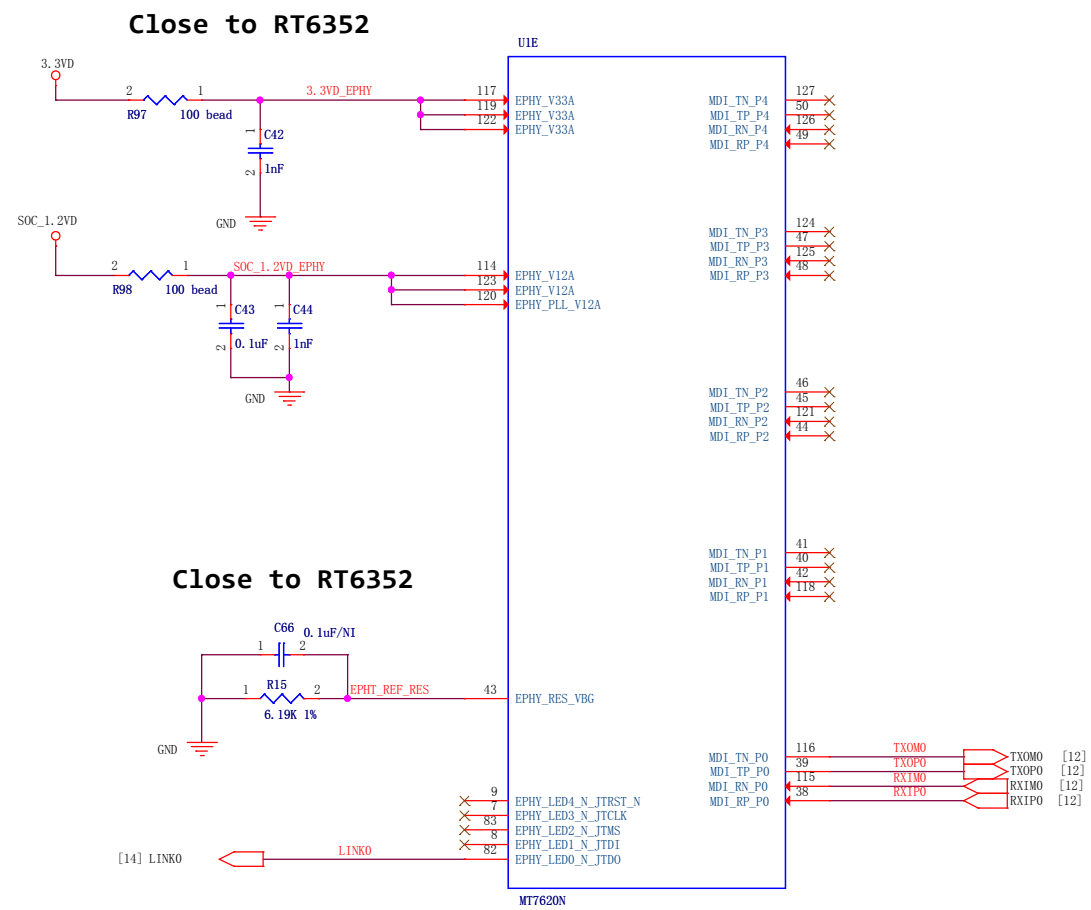 Close to RT6352
U1E
3.3VD
2 1 3.3VD_EPHY 117 EPHY_V33A MDI_TN_P4 127
R97 100 bead 119 EPHY_V33A MDI_TP_P4 50
122 EPHY_V33A MDI_RN_P4 126
MDI_RP_P4 49
1 C42
2 1nF
GND
SOC_1.2VD
MDI_TN_P3 124
MDI_TP_P3 47
MDI_RN_P3 125
MDI_RP_P3 48
2 1 SOC_1.2VD_EPHY 114 EPHY_V12A
R98 100 bead 123 EPHY_V12A
120 EPHY_PLL_V12A
1 C43 1 C44
2 0.1uF 2 1nF
GND
MDI_TN_P2 46
MDI_TP_P2 45
MDI_RN_P2 121
MDI_RP_P2 44
MDI_TN_P1 41
MDI_TP_P1 40
MDI_RN_P1 42
MDI_RP_P1 118
Close to RT6352
C66 0.1uF/NI
1 2
1 R15 2 EPHT_REF_RES 43 EPHY_RES_VBG
6.19K 1%
GND
MDI_TN_P0 116 TXOM0 TXOM0 [12]
MDI_TP_P0 39 TXOP0 TXOP0 [12]
MDI_RN_P0 115 RXIM0 RXIM0 [12]
MDI_RP_P0 38 RXIP0 RXIP0 [12]
9 EPHY_LED4_N_JTRST_N
7 EPHY_LED3_N_JTCLK
83 EPHY_LED2_N_JTMS
8 EPHY_LED1_N_JTDI
[14] LINK0 LINK0 82 EPHY_LED0_N_JTDO
MT7620N